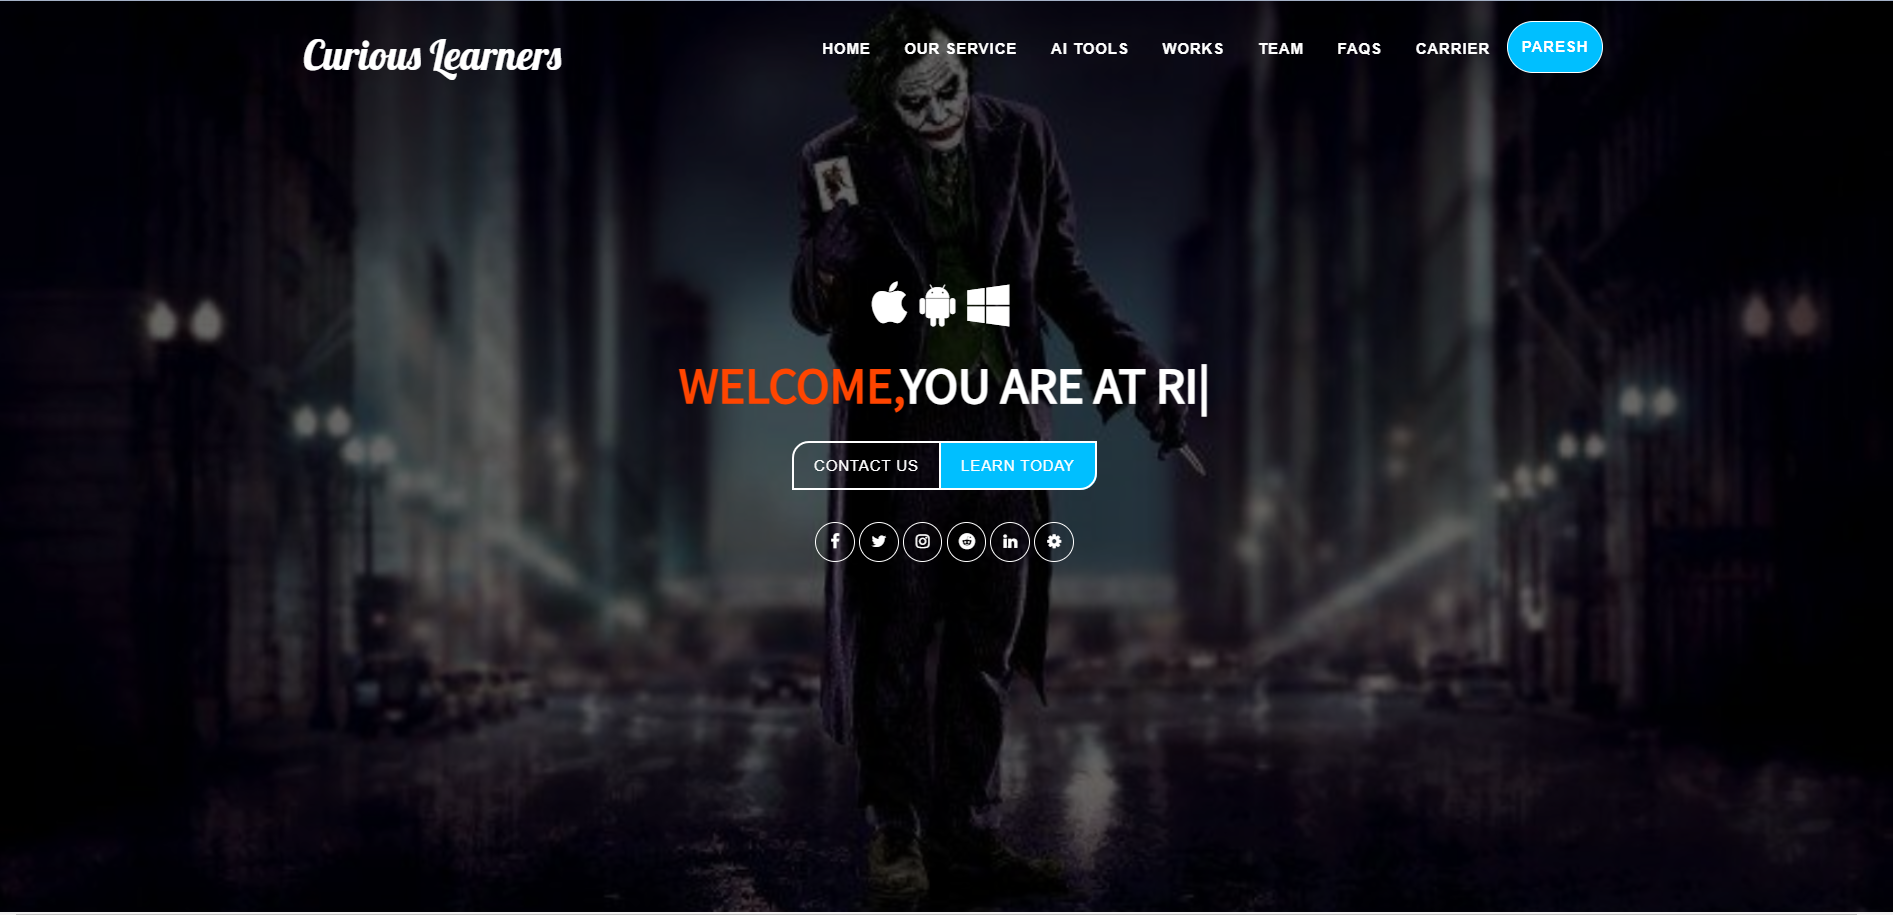 Curious Learners
HOME OUR SERVICE AI TOOLS WORKS TEAM FAQS CARRIER PARESH
WELCOME,YOU ARE AT RI|
CONTACT US LEARN TODAY